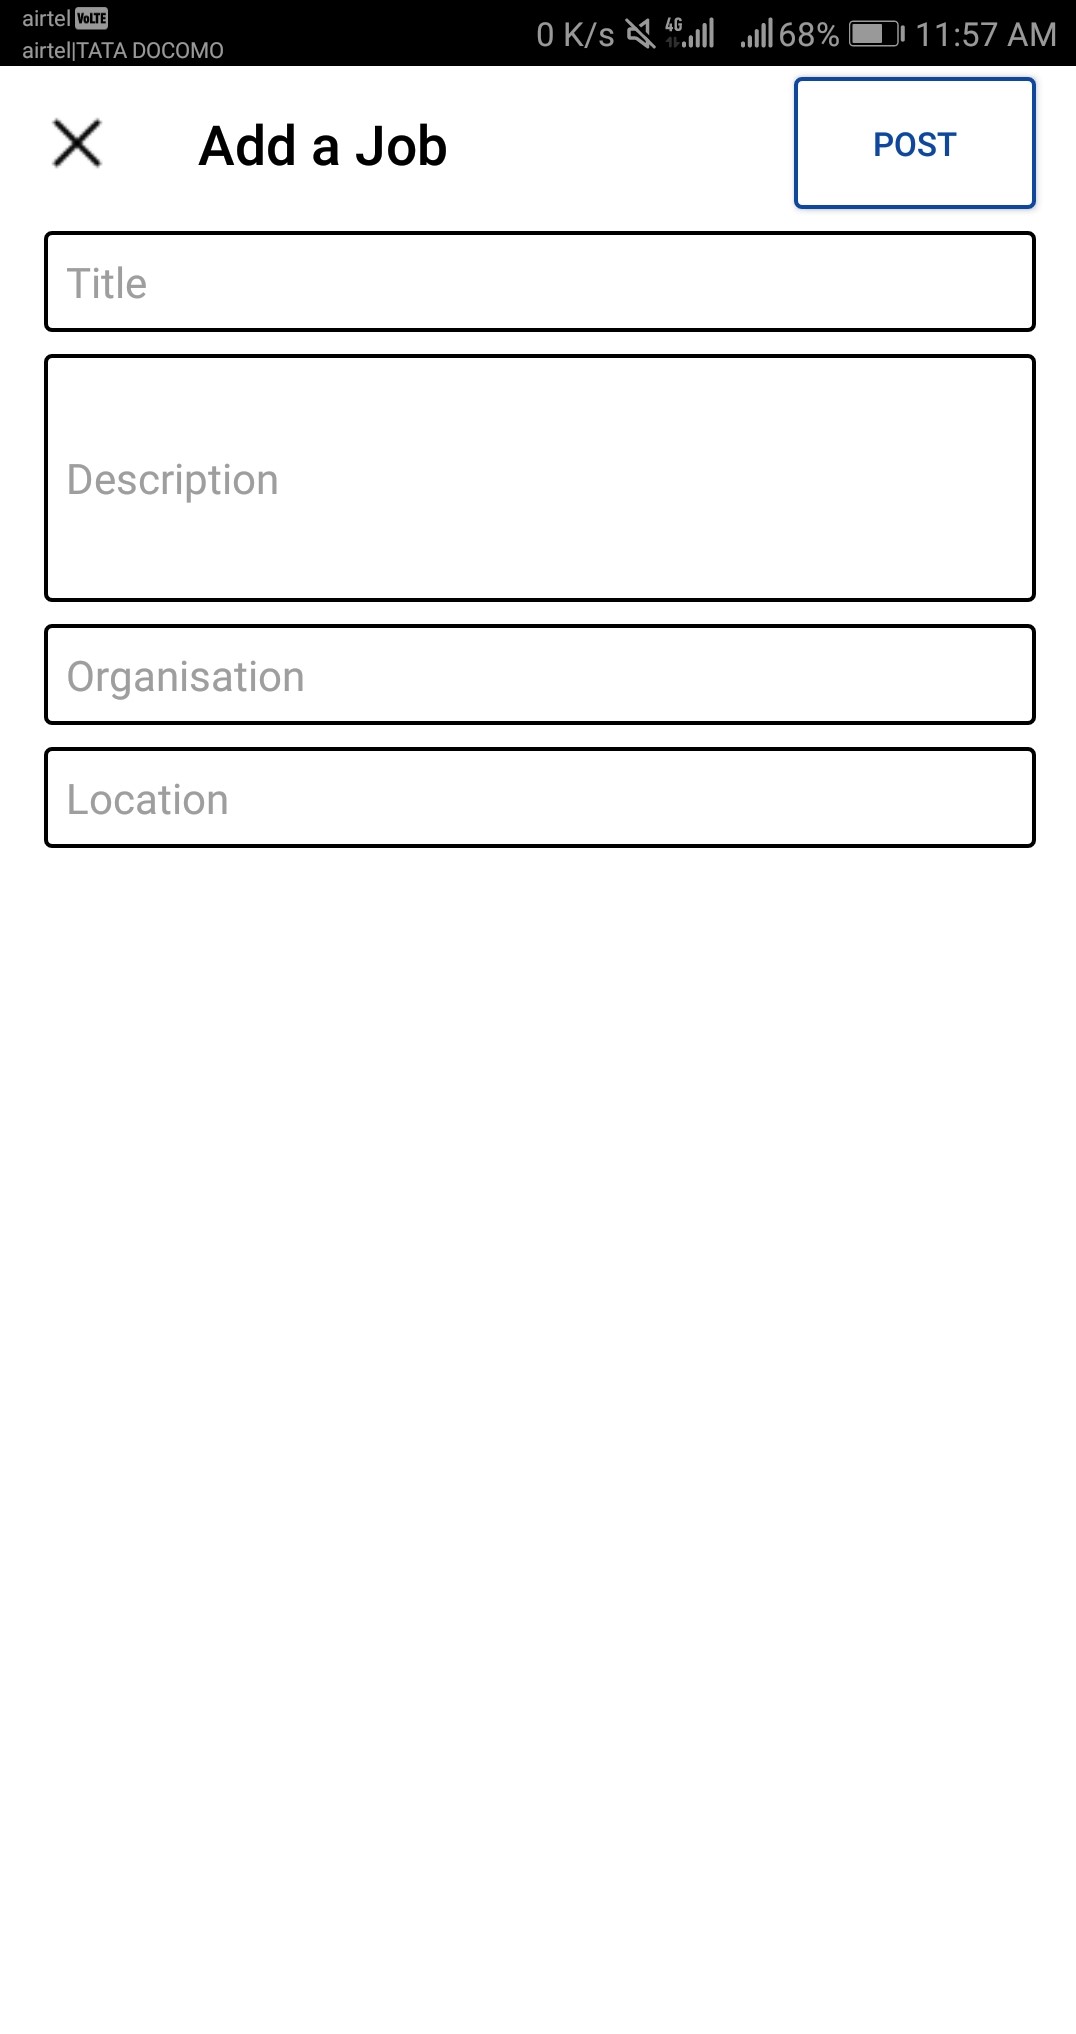 airtel VoLTE
airtel|TATA DOCOMO
0 K/s 4G 68% 11:57 AM
Add a Job
POST
Title
Description
Organisation
Location